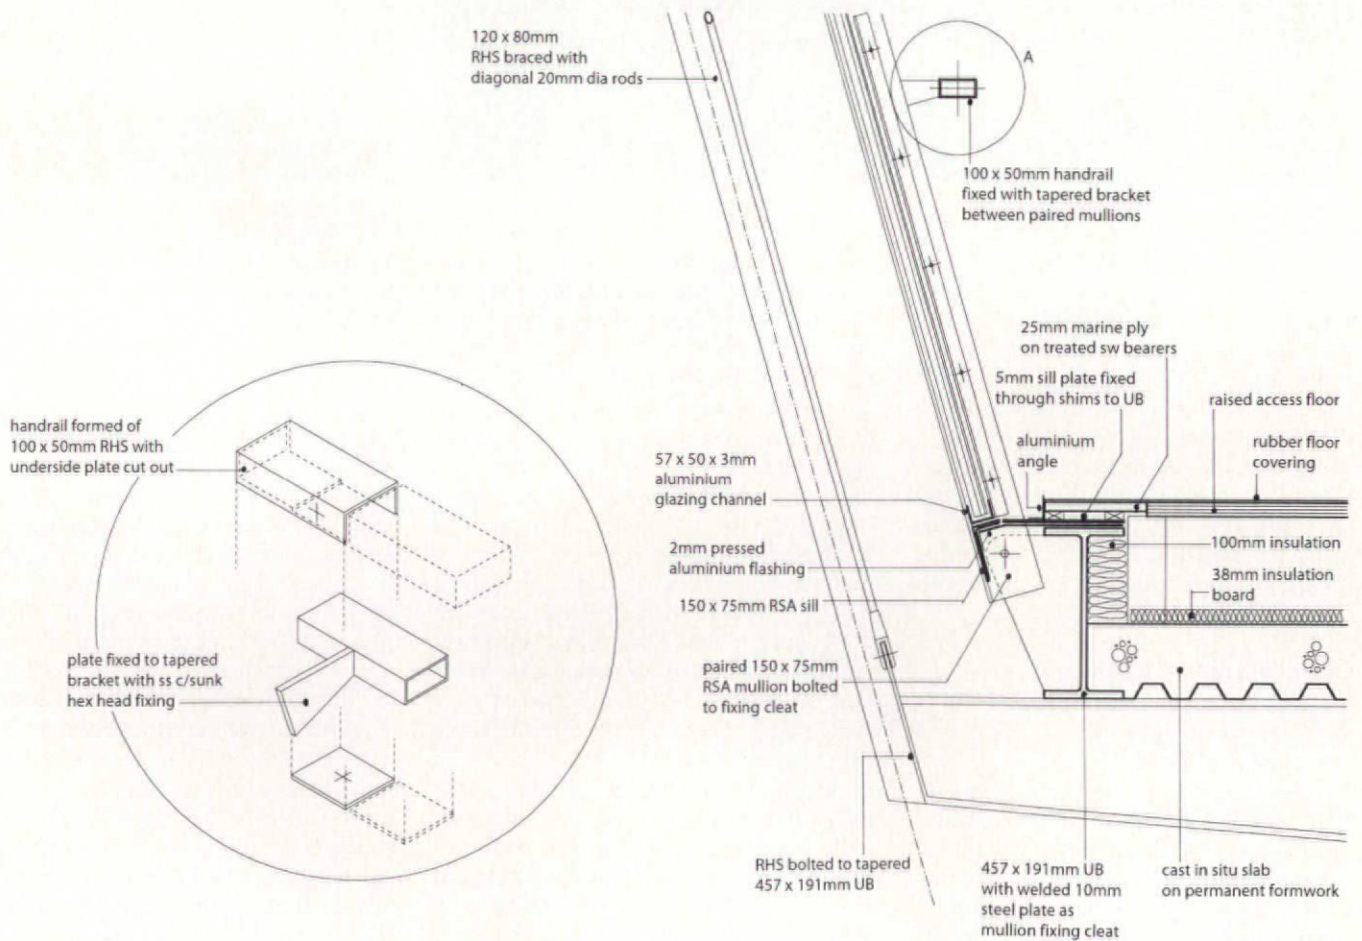 120 x 80mm
RHS braced with
diagonal 20mm dia rods
A
100 x 50mm handrail
fixed with tapered bracket
between paired mullions
25mm marine ply
on treated sw bearers
5mm sill plate fixed
through shims to UB
raised access floor
aluminium
angle
rubber floor
covering
handrail formed of
100 x 50mm RHS with
underside plate cut out
57 x 50 x 3mm
aluminium
glazing channel
2mm pressed
aluminium flashing
100mm insulation
38mm insulation
board
150 x 75mm RSA sill
plate fixed to tapered
bracket with ss c/sunk
hex head fixing
paired 150 x 75mm
RSA mullion bolted
to fixing cleat
RHS bolted to tapered
457 x 191mm UB
457 x 191mm UB
with welded 10mm
steel plate as
mullion fixing cleat
cast in situ slab
on permanent formwork